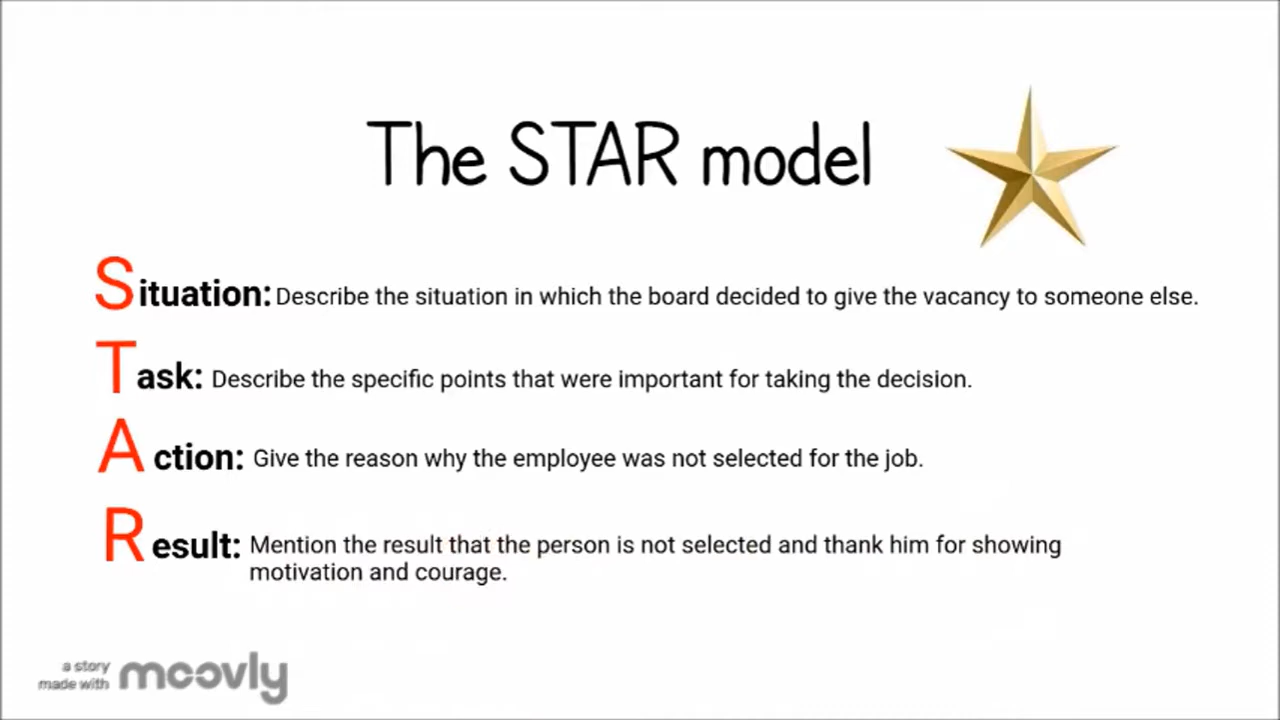 The STAR model
Situation: Describe the situation in which the board decided to give the vacancy to someone else.
Task: Describe the specific points that were important for taking the decision.
Action: Give the reason why the employee was not selected for the job.
Result: Mention the result that the person is not selected and thank him for showing
motivation and courage.
a story
made with moovly